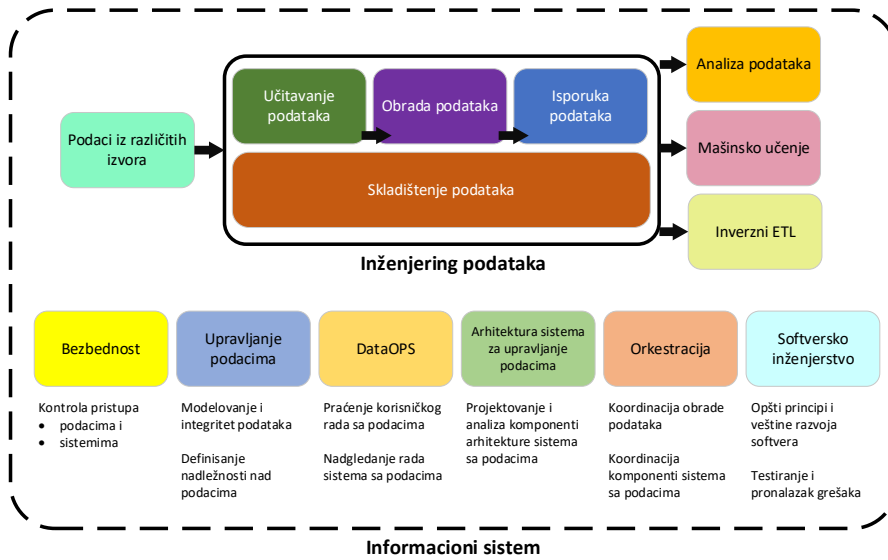 Podaci iz različitih
izvora
Učitavanje
podataka
Obrada podataka
Isporuka
podataka
Skladištenje podataka
Inženjering podataka
Analiza podataka
Mašinsko učenje
Inverzni ETL
Bezbednost
Kontrola pristupa
• podacima i
• sistemima
Upravljanje
podacima
Modelovanje i
integritet podataka
Definisanje
nadležnosti nad
podacima
DataOPS
Praćenje korisničkog
rada sa podacima
Nadgledanje rada
sistema sa podacima
Arhitektura sistema
za upravljanje
podacima
Projektovanje i
analiza komponenti
arhitekture sistema
sa podacima
Orkestracija
Koordinacija obrade
podataka
Koordinacija
komponenti sistema
sa podacima
Softversko
inženjerstvo
Opšti principi i
veštine razvoja
softvera
Testiranje i
pronalazak grešaka
Informacioni sistem